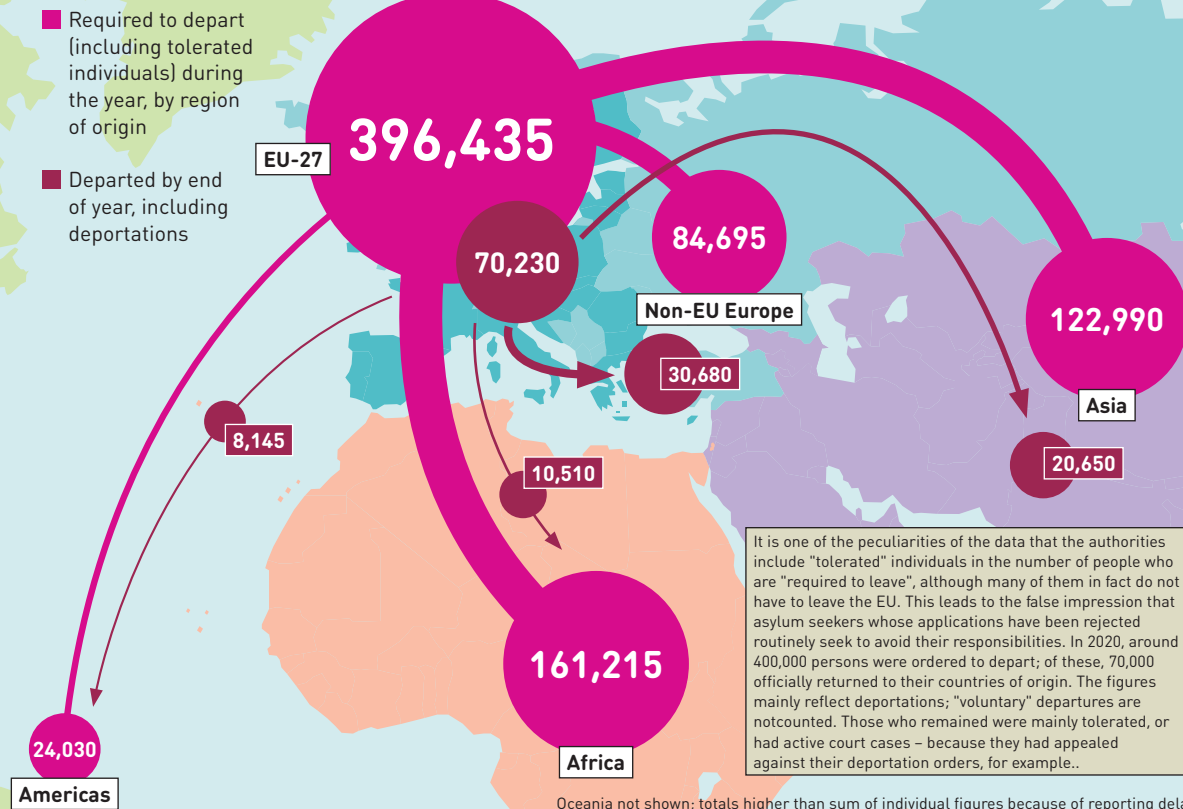 Required to depart
(including tolerated
individuals) during
the year, by region
of origin
Departed by end
of year, including
deportations
EU-27
396,435
70,230
84,695
Non-EU Europe
30,680
122,990
Asia
20,650
8,145
10,510
161,215
Africa
24,030
Americas
It is one of the peculiarities of the data that the authorities
include "tolerated" individuals in the number of people who
are "required to leave", although many of them in fact do not
have to leave the EU. This leads to the false impression that
asylum seekers whose applications have been rejected
routinely seek to avoid their responsibilities. In 2020, around
400,000 persons were ordered to depart; of these, 70,000
officially returned to their countries of origin. The figures
mainly reflect deportations; "voluntary" departures are
notcounted. Those who remained were mainly tolerated, or
had active court cases – because they had appealed
against their deportation orders, for example..
Oceania not shown; totals higher than sum of individual figures because of reporting